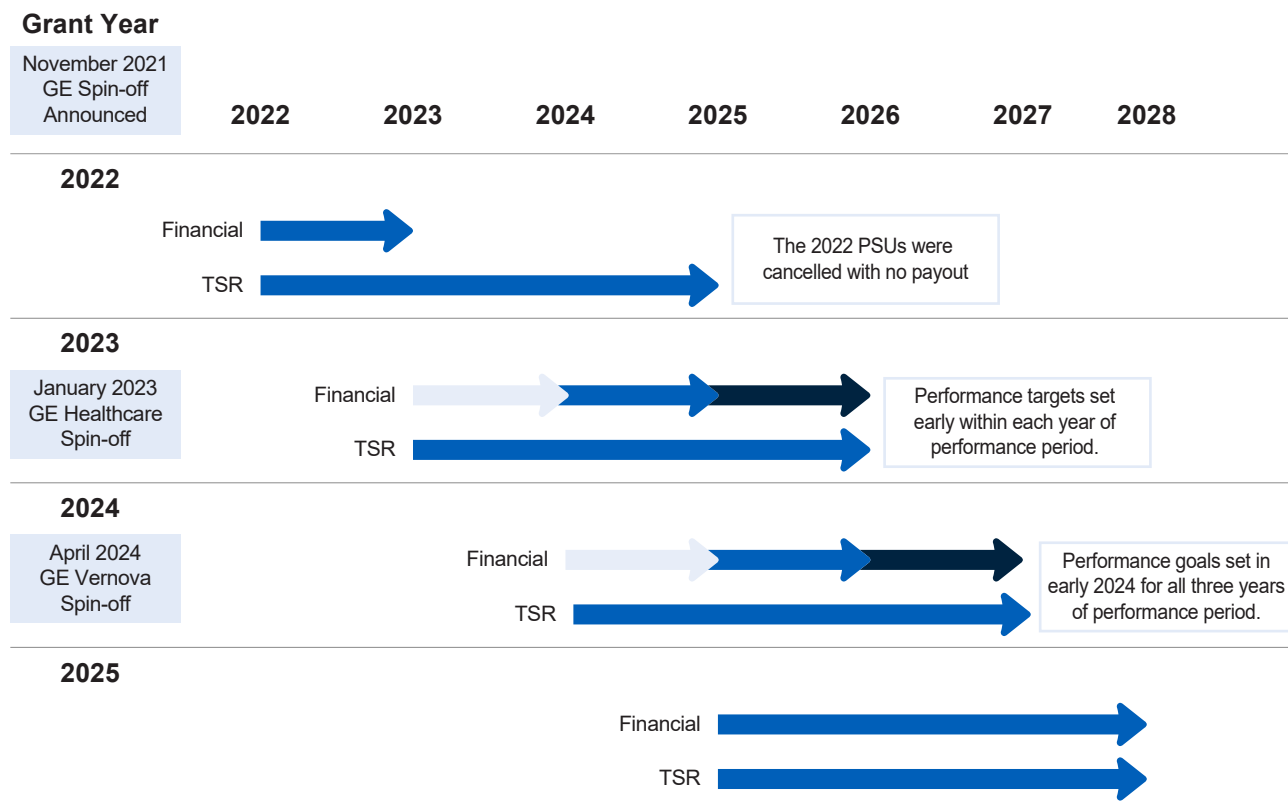 Grant Year
November 2021
GE Spin-off
Announced
2022
2023
2024
2025
2026
2027
2028
2022
Financial
TSR
The 2022 PSUs were
cancelled with no payout
2023
January 2023
GE Healthcare
Spin-off
Financial
TSR
Performance targets set
early within each year of
performance period.
2024
April 2024
GE Vernova
Spin-off
Financial
TSR
Performance goals set in
early 2024 for all three years
of performance period.
2025
Financial
TSR